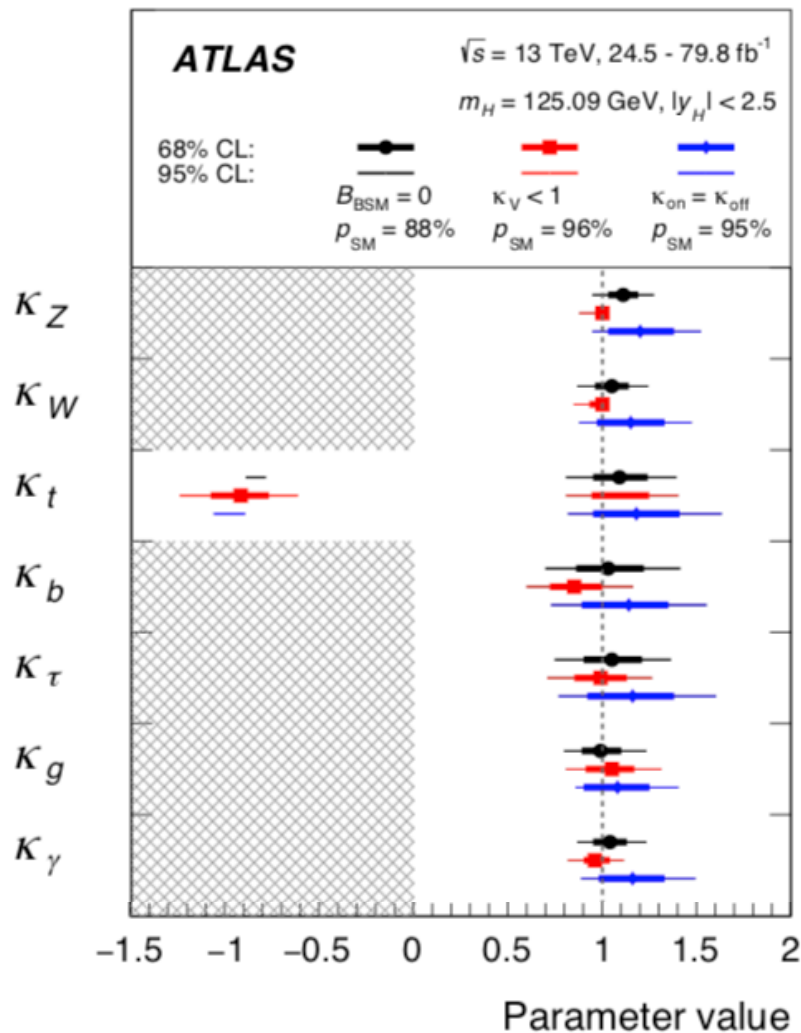 ATLAS
√s = 13 TeV, 24.5 - 79.8 fb⁻¹
m_H = 125.09 GeV, |y_H| < 2.5
68% CL:
95% CL:
B_BSM = 0 κ_V < 1 κ_on = κ_off
p_SM = 88% p_SM = 96% p_SM = 95%
κ_Z
κ_W
κ_t
κ_b
κ_τ
κ_g
κ_γ
−1.5 −1 −0.5 0 0.5 1 1.5 2
Parameter value